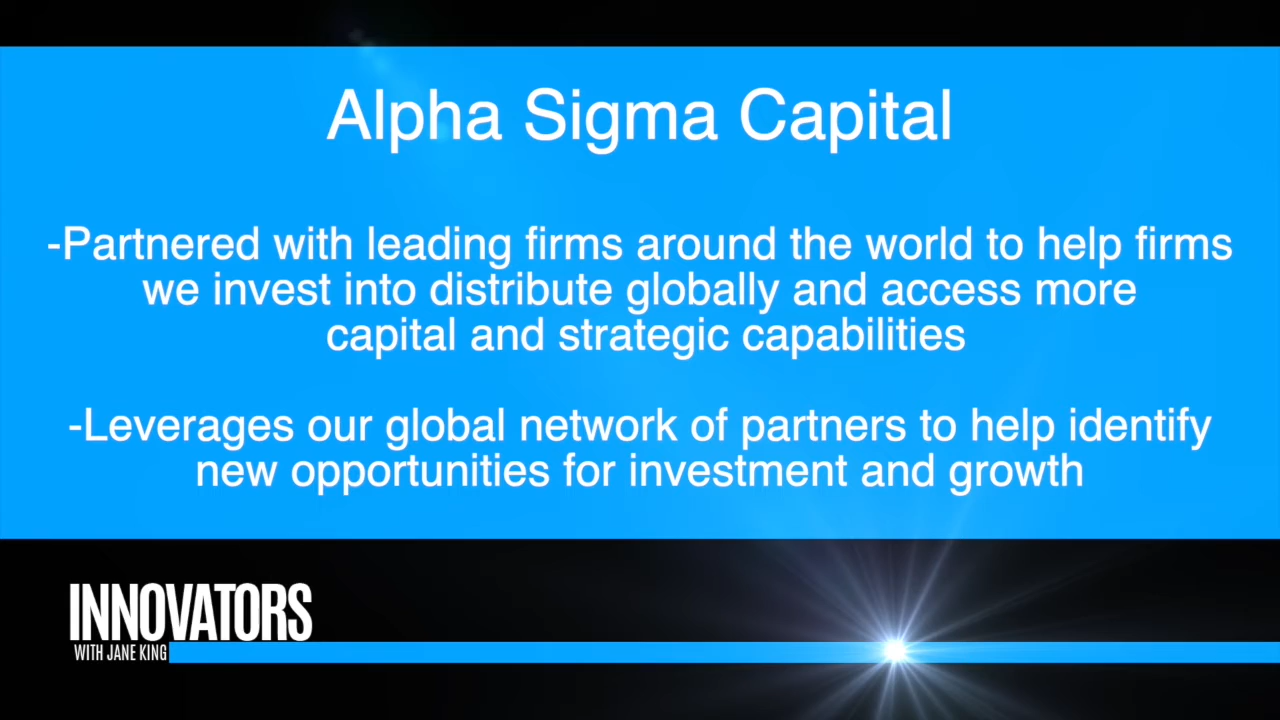 Alpha Sigma Capital
-Partnered with leading firms around the world to help firms
we invest into distribute globally and access more
capital and strategic capabilities
-Leverages our global network of partners to help identify
new opportunities for investment and growth
INNOVATORS
WITH JANE KING